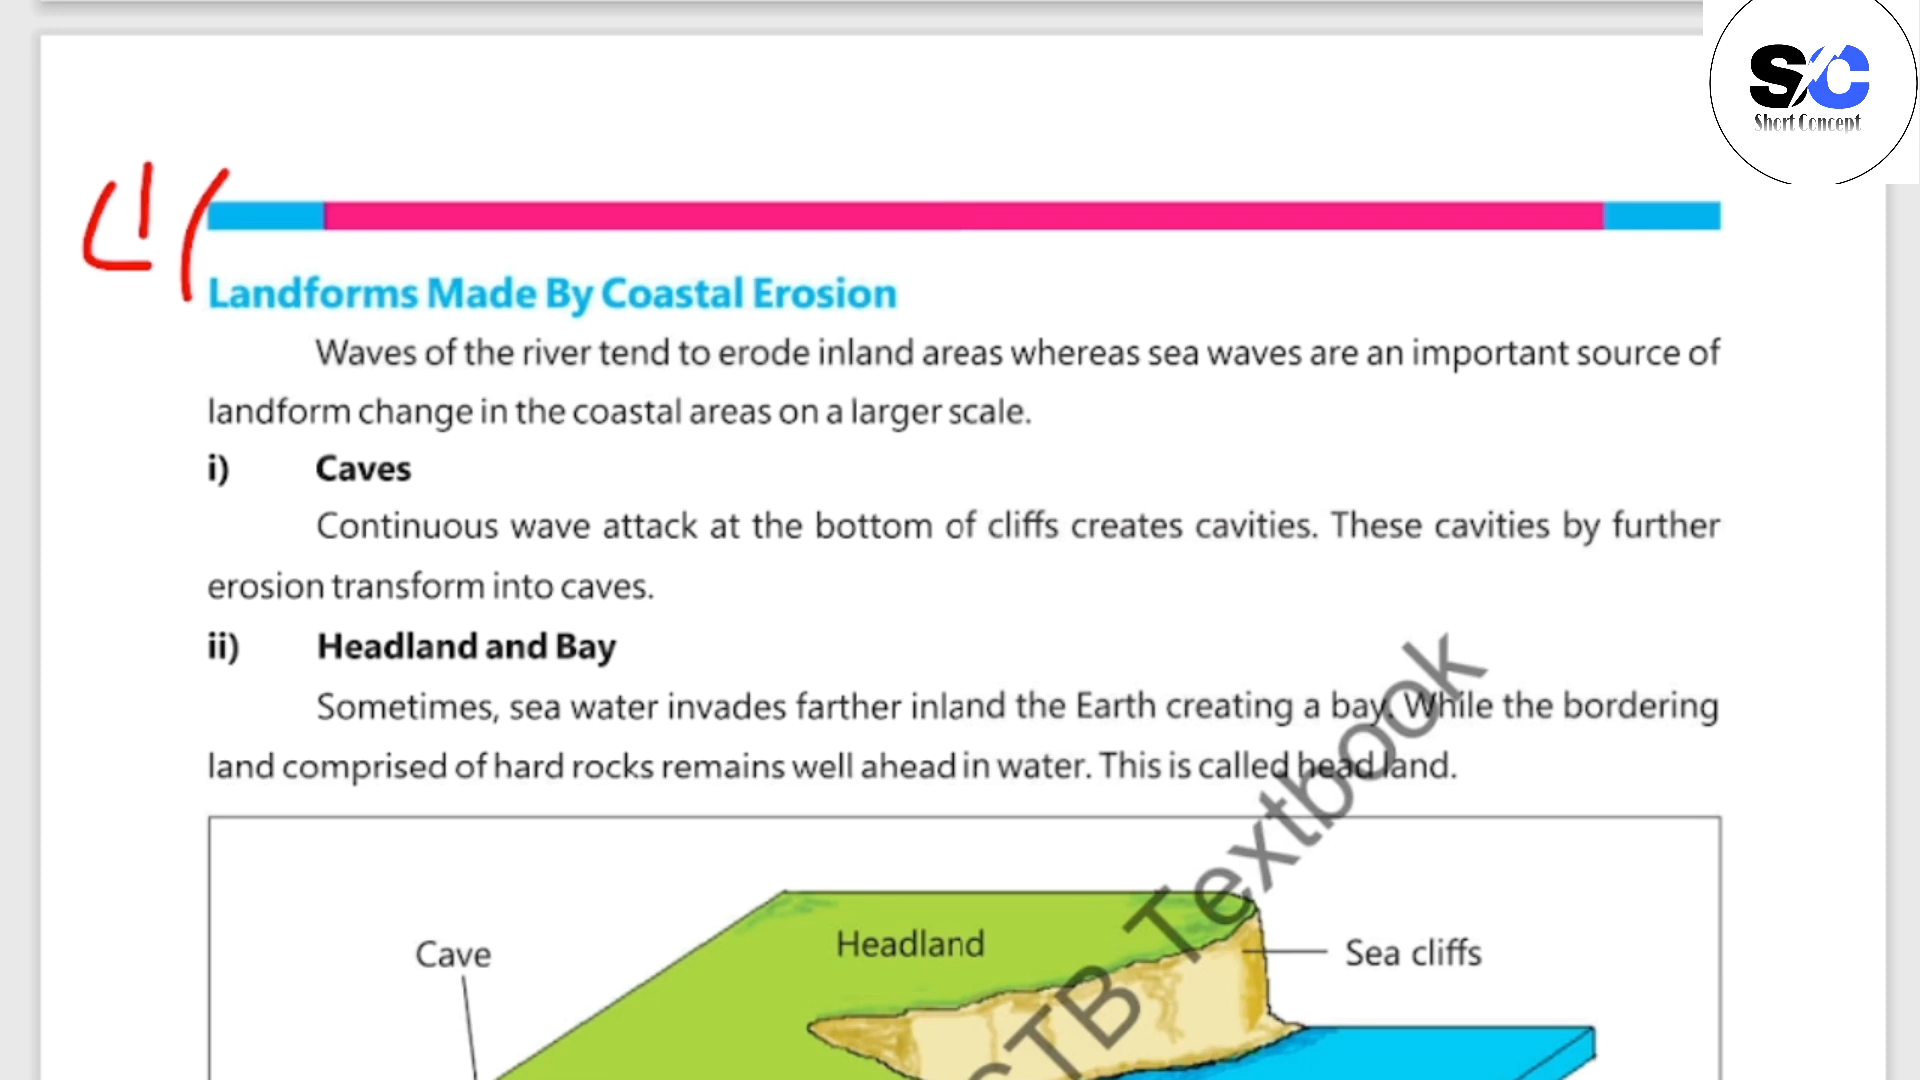 S/C
Short Concept
4(
Landforms Made By Coastal Erosion
Waves of the river tend to erode inland areas whereas sea waves are an important source of
landform change in the coastal areas on a larger scale.
i) Caves
Continuous wave attack at the bottom of cliffs creates cavities. These cavities by further
erosion transform into caves.
ii) Headland and Bay
Sometimes, sea water invades farther inland the Earth creating a bay. While the bordering
land comprised of hard rocks remains well ahead in water. This is called head land.
Headland
Cave
Sea cliffs
CTB Textbook